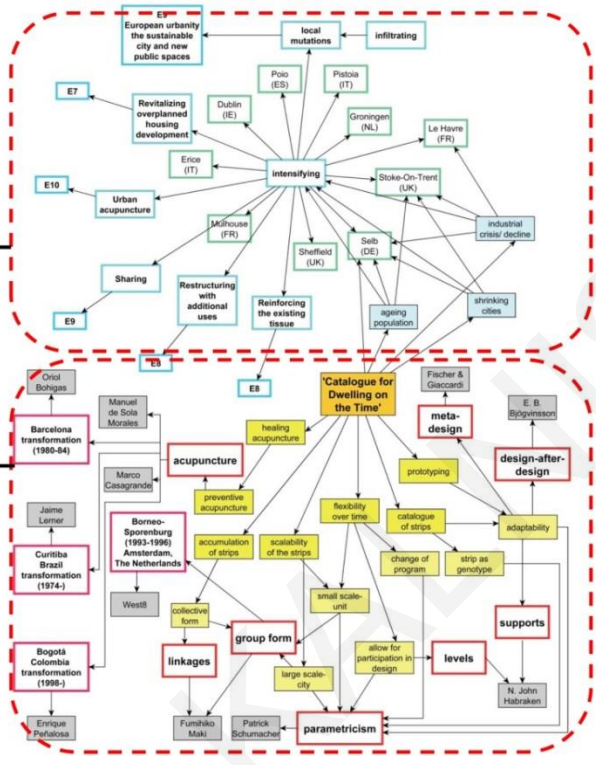 E9
European urbanity
the sustainable
city and new
public spaces
local
mutations
infiltrating
Poio
(ES)
Pistoia
(IT)
E7
Revitalizing
overplanned
housing
development
Dublin
(IE)
Groningen
(NL)
Le Havre
(FR)
Erice
(IT)
intensifying
Stoke-On-Trent
(UK)
E10
Urban
acupuncture
Mulhouse
(FR)
Selb
(DE)
industrial
crisis/ decline
Sheffield
(UK)
Sharing
Restructuring
with
additional
uses
Reinforcing
the existing
tissue
ageing
population
shrinking
cities
E9
E8
E8
'Catalogue for
Dwelling on
the Time'
Oriol
Bohigas
Manuel
de Sola
Morales
Fischer &
Giaccardi
E. B.
Bjögvinsson
Barcelona
transformation
(1980-84)
healing
acupuncture
meta-
design
design-after-
design
acupuncture
Marco
Casagrande
prototyping
preventive
acupuncture
Jaime
Lerner
Borneo-
Sporenburg
(1993-1996)
Amsterdam,
The Netherlands
flexibility
over time
catalogue
of strips
adaptability
Curitiba
Brazil
transformation
(1974-)
accumulation
of strips
scalability
of the strips
change of
program
strip as
genotype
West8
collective
form
small scale-
unit
supports
group form
Bogotá
Colombia
transformation
(1998-)
linkages
allow for
participation in
design
levels
large scale-
city
N. John
Habraken
Enrique
Peñalosa
Fumihiko
Maki
Patrick
Schumacher
parametricism